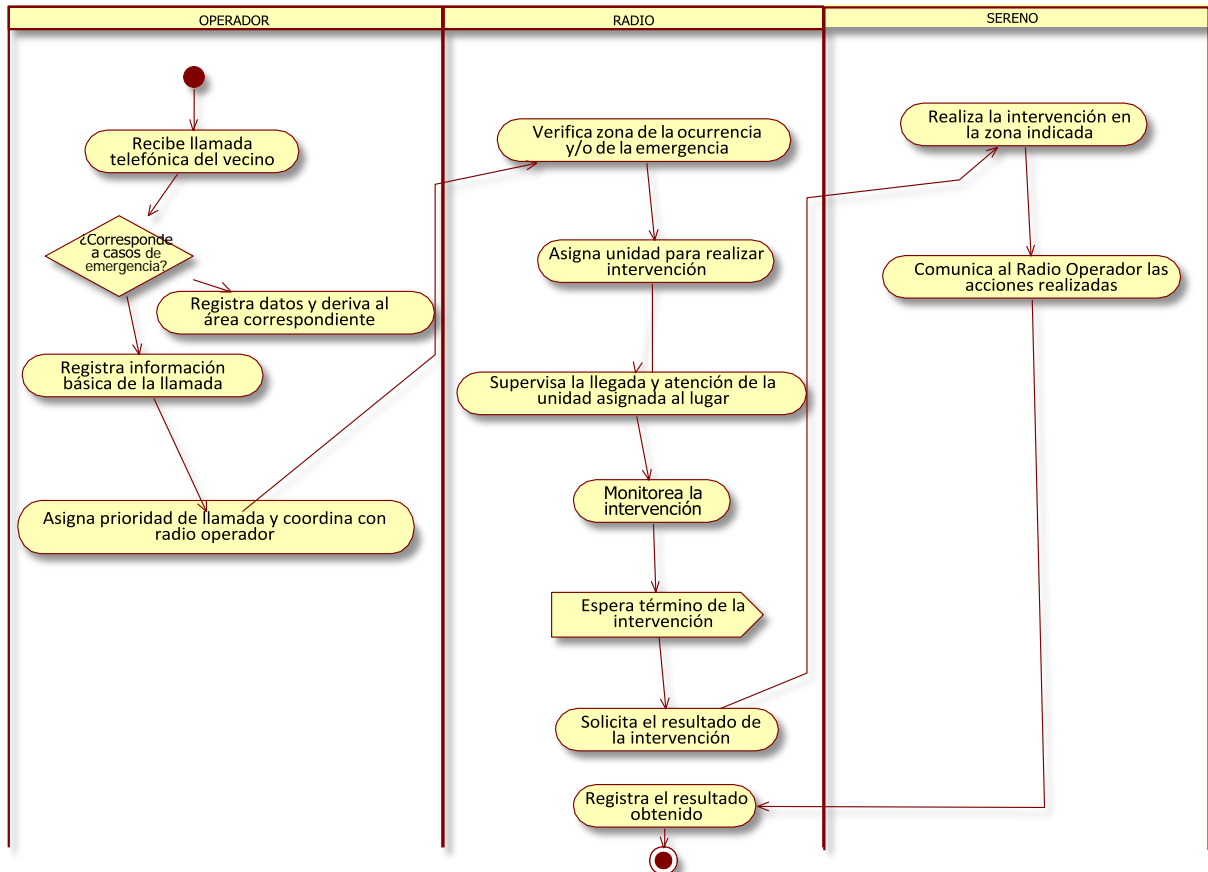 OPERADOR
RADIO
SERENO
Recibe llamada
telefónica del vecino
¿Corresponde
a casos de
emergencia?
Registra datos y deriva al
área correspondiente
Registra información
básica de la llamada
Asigna prioridad de llamada y coordina con
radio operador
Verifica zona de la ocurrencia
y/o de la emergencia
Asigna unidad para realizar
intervención
Supervisa la llegada y atención de la
unidad asignada al lugar
Monitorea la
intervención
Espera término de la
intervención
Solicita el resultado de
la intervención
Registra el resultado
obtenido
Realiza la intervención en
la zona indicada
Comunica al Radio Operador las
acciones realizadas